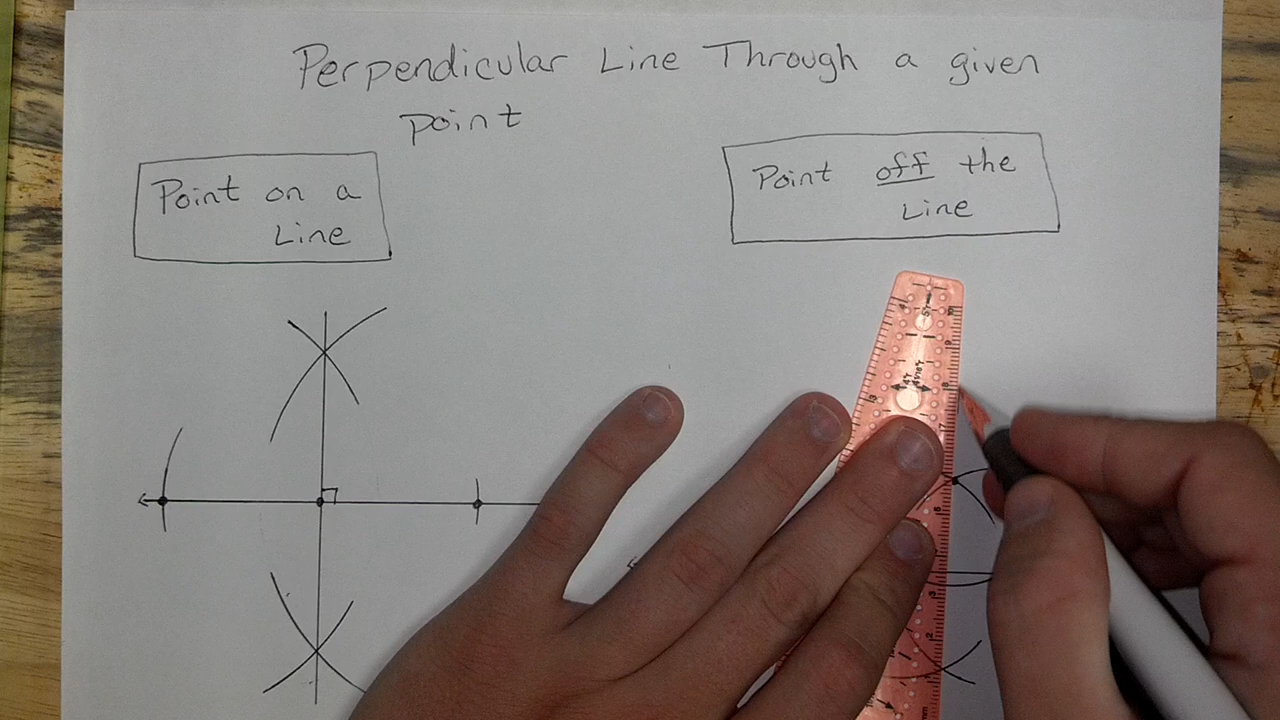 Perpendicular Line Through a given
point
Point on a
Line
Point off the
Line